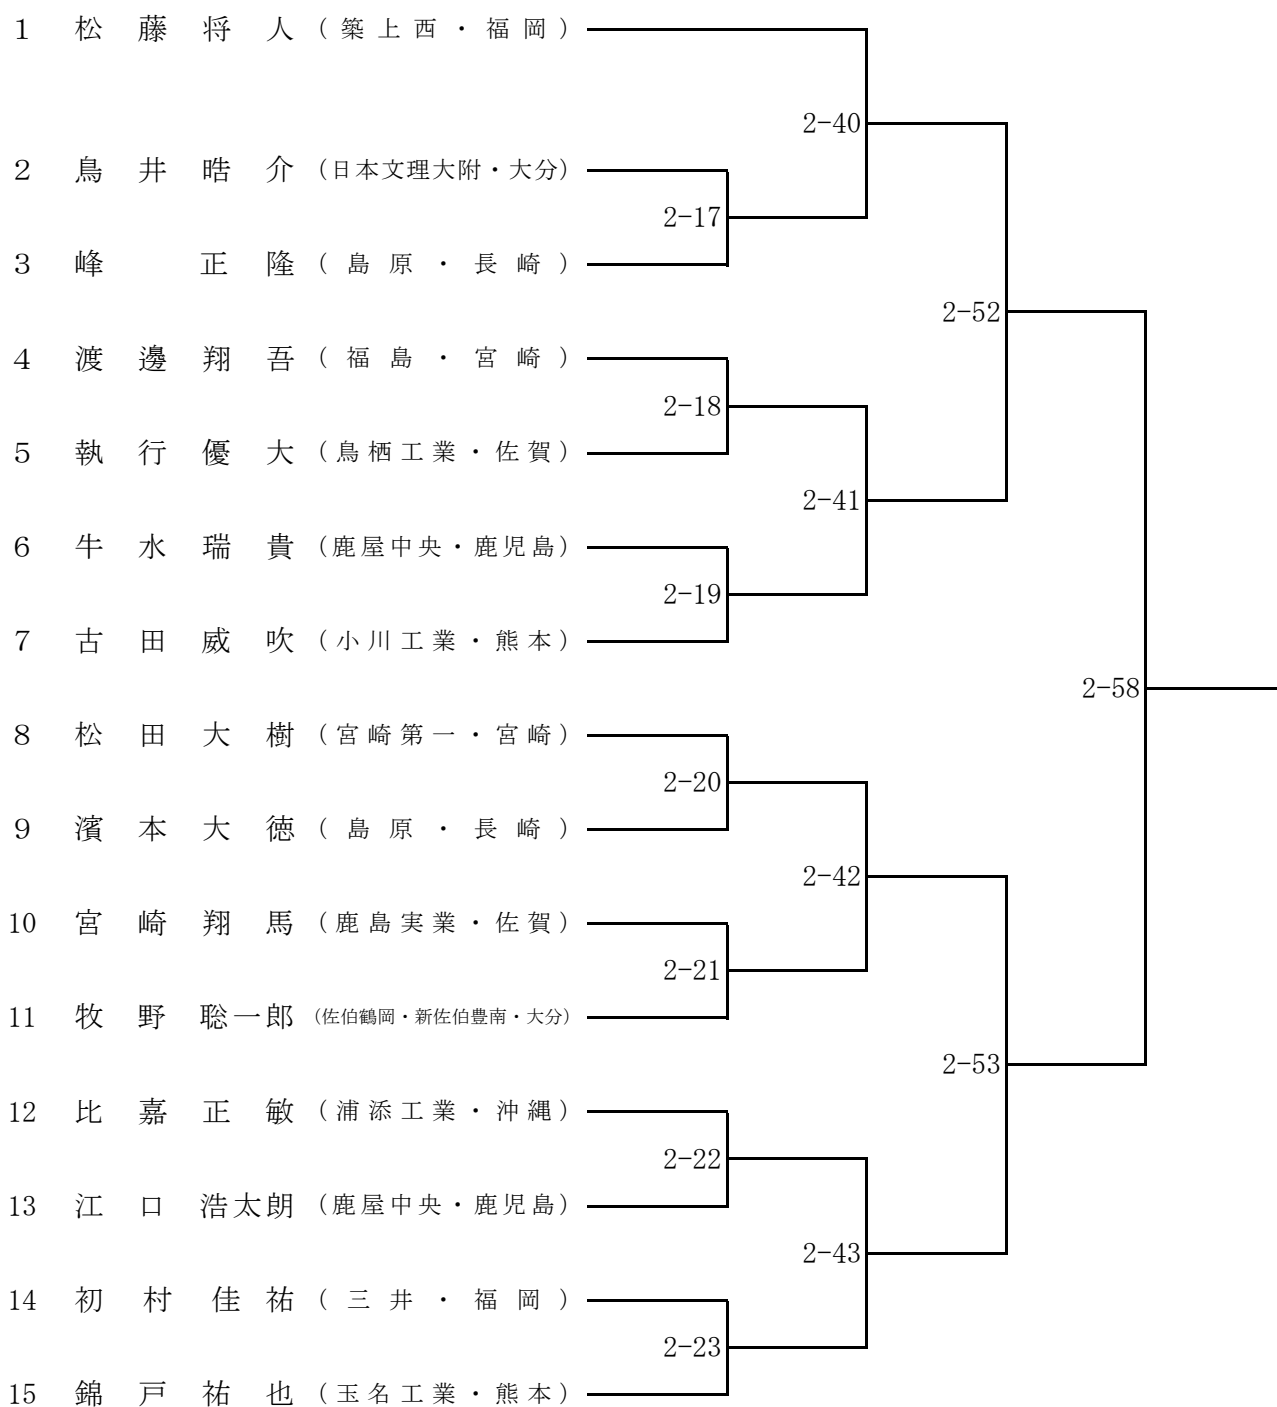 1 松藤将人 (築上西・福岡)
2-40
2 鳥井晧介 (日本文理大附・大分)
2-17
3 峰 正隆 (島原・長崎)
2-52
4 渡邊翔吾 (福島・宮崎)
2-18
5 執行優大 (鳥栖工業・佐賀)
2-41
6 牛水瑞貴 (鹿屋中央・鹿児島)
2-19
7 古田威吹 (小川工業・熊本)
2-58
8 松田大樹 (宮崎第一・宮崎)
2-20
9 濱本大徳 (島原・長崎)
2-42
10 宮崎翔馬 (鹿島実業・佐賀)
2-21
11 牧野聡一郎 (佐伯鶴岡・新佐伯豊南・大分)
2-53
12 比嘉正敏 (浦添工業・沖縄)
2-22
13 江口浩太朗 (鹿屋中央・鹿児島)
2-43
14 初村佳祐 (三井・福岡)
2-23
15 錦戸祐也 (玉名工業・熊本)